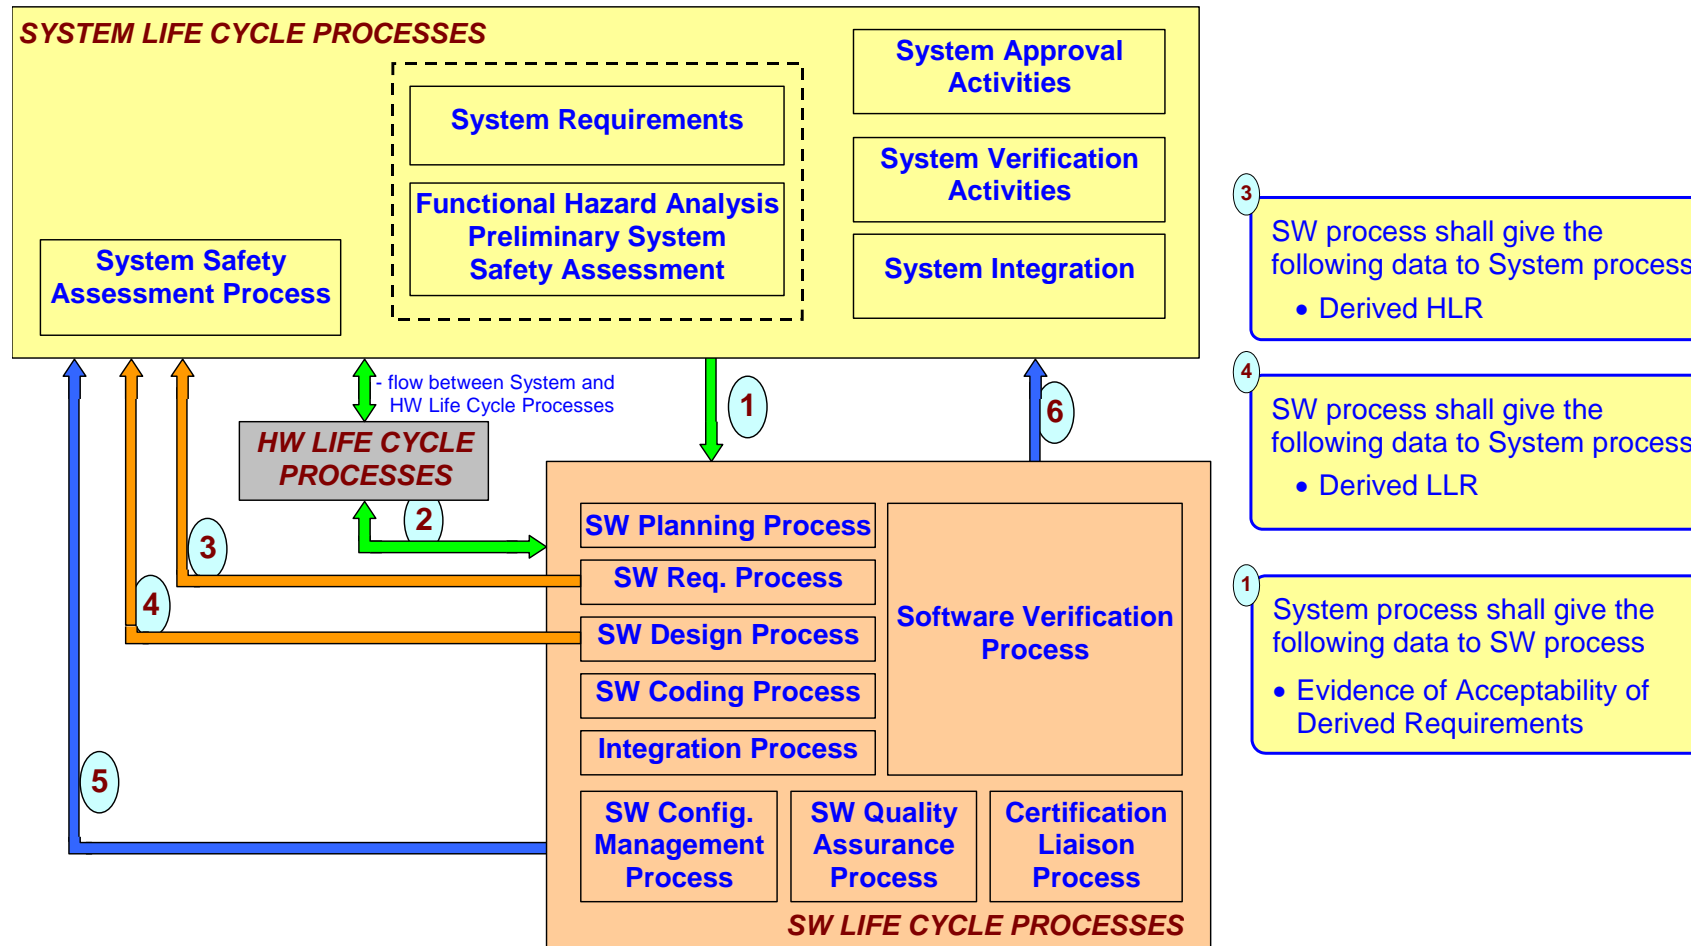 SYSTEM LIFE CYCLE PROCESSES
System Requirements
Functional Hazard Analysis
Preliminary System
Safety Assessment
System Safety
Assessment Process
System Approval
Activities
System Verification
Activities
System Integration
- flow between System and
HW Life Cycle Processes
1
6
HW LIFE CYCLE
PROCESSES
2
3
4
5
SW Planning Process
SW Req. Process
SW Design Process
SW Coding Process
Integration Process
Software Verification
Process
SW Config.
Management
Process
SW Quality
Assurance
Process
Certification
Liaison
Process
SW LIFE CYCLE PROCESSES
3
SW process shall give the
following data to System process
• Derived HLR
4
SW process shall give the
following data to System process
• Derived LLR
1
System process shall give the
following data to SW process
• Evidence of Acceptability of
Derived Requirements